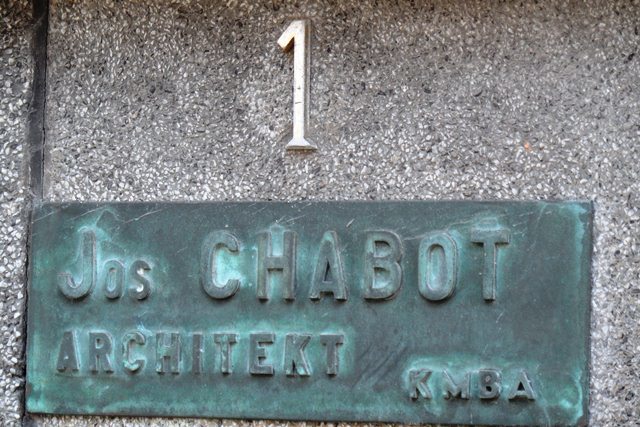 1
Jos CHABOT
ARCHITEKT
KMBA